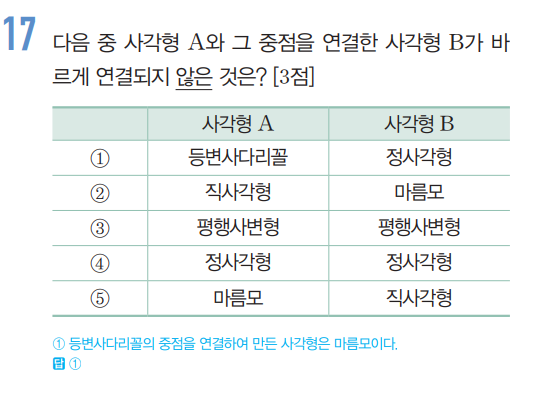 17 다음 중 사각형 A와 그 중점을 연결한 사각형 B가 바
르게 연결되지 않은 것은? [3점]
사각형 A 사각형 B
① 등변사다리꼴 정사각형
② 직사각형 마름모
③ 평행사변형 평행사변형
④ 정사각형 정사각형
⑤ 마름모 직사각형
① 등변사다리꼴의 중점을 연결하여 만든 사각형은 마름모이다.
답 ①